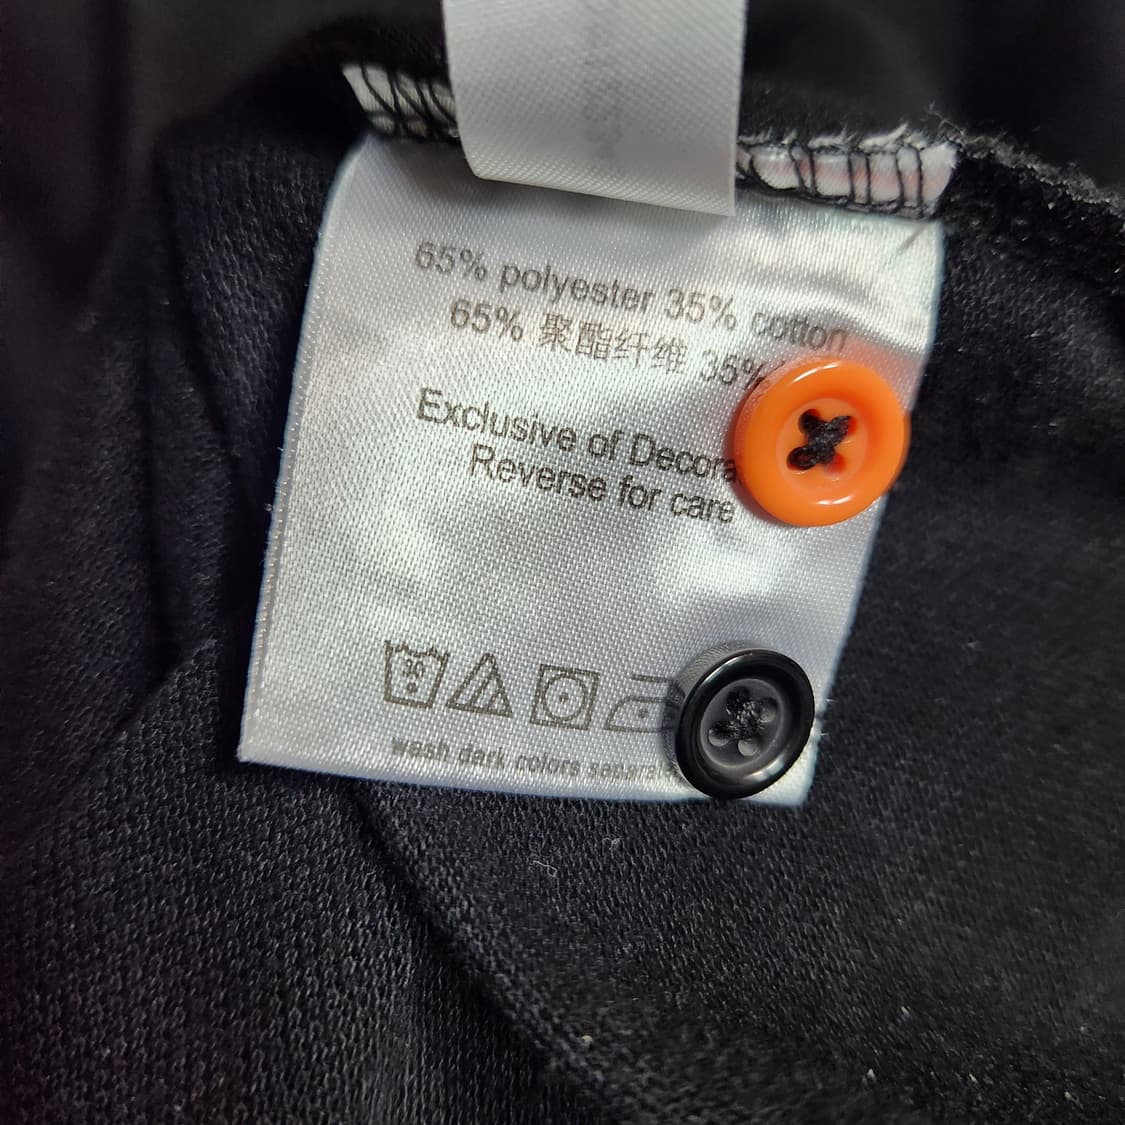 65% polyester 35% cotton
65% 聚酯纤维 35%
Exclusive of Decora
Reverse for care
30
wash dark colors separat